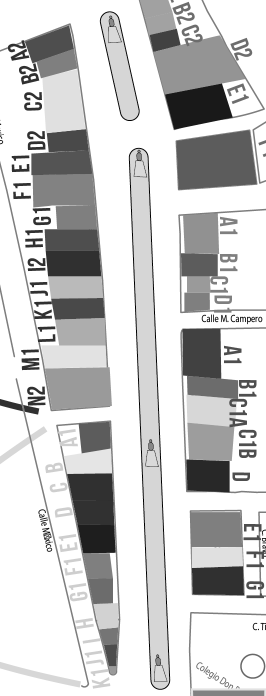 A2
B2
C2
D2
E1
F1
G1
H1
I2
J1
K1
L1
M1
N2
B2
C2
D2
E1
A1
B1
C1
D1
Calle M. Campero
A1
B1
C1A
C1B
D
E1
F1
G1
C.Ti
Colegio Don
A1
B
C
D
E1
F1
G1
H
I
J1
K1
Calle México